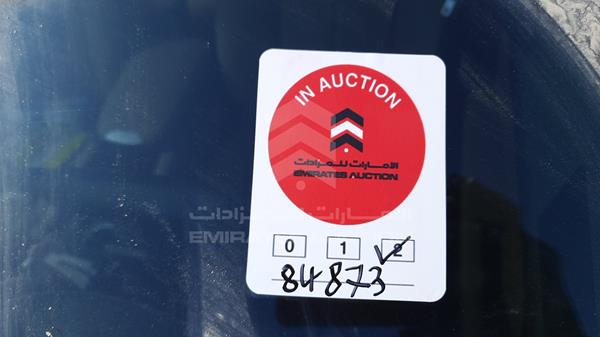 IN AUCTION
الإمارات للمزادات
EMIRATES AUCTION
0 1 2
84873